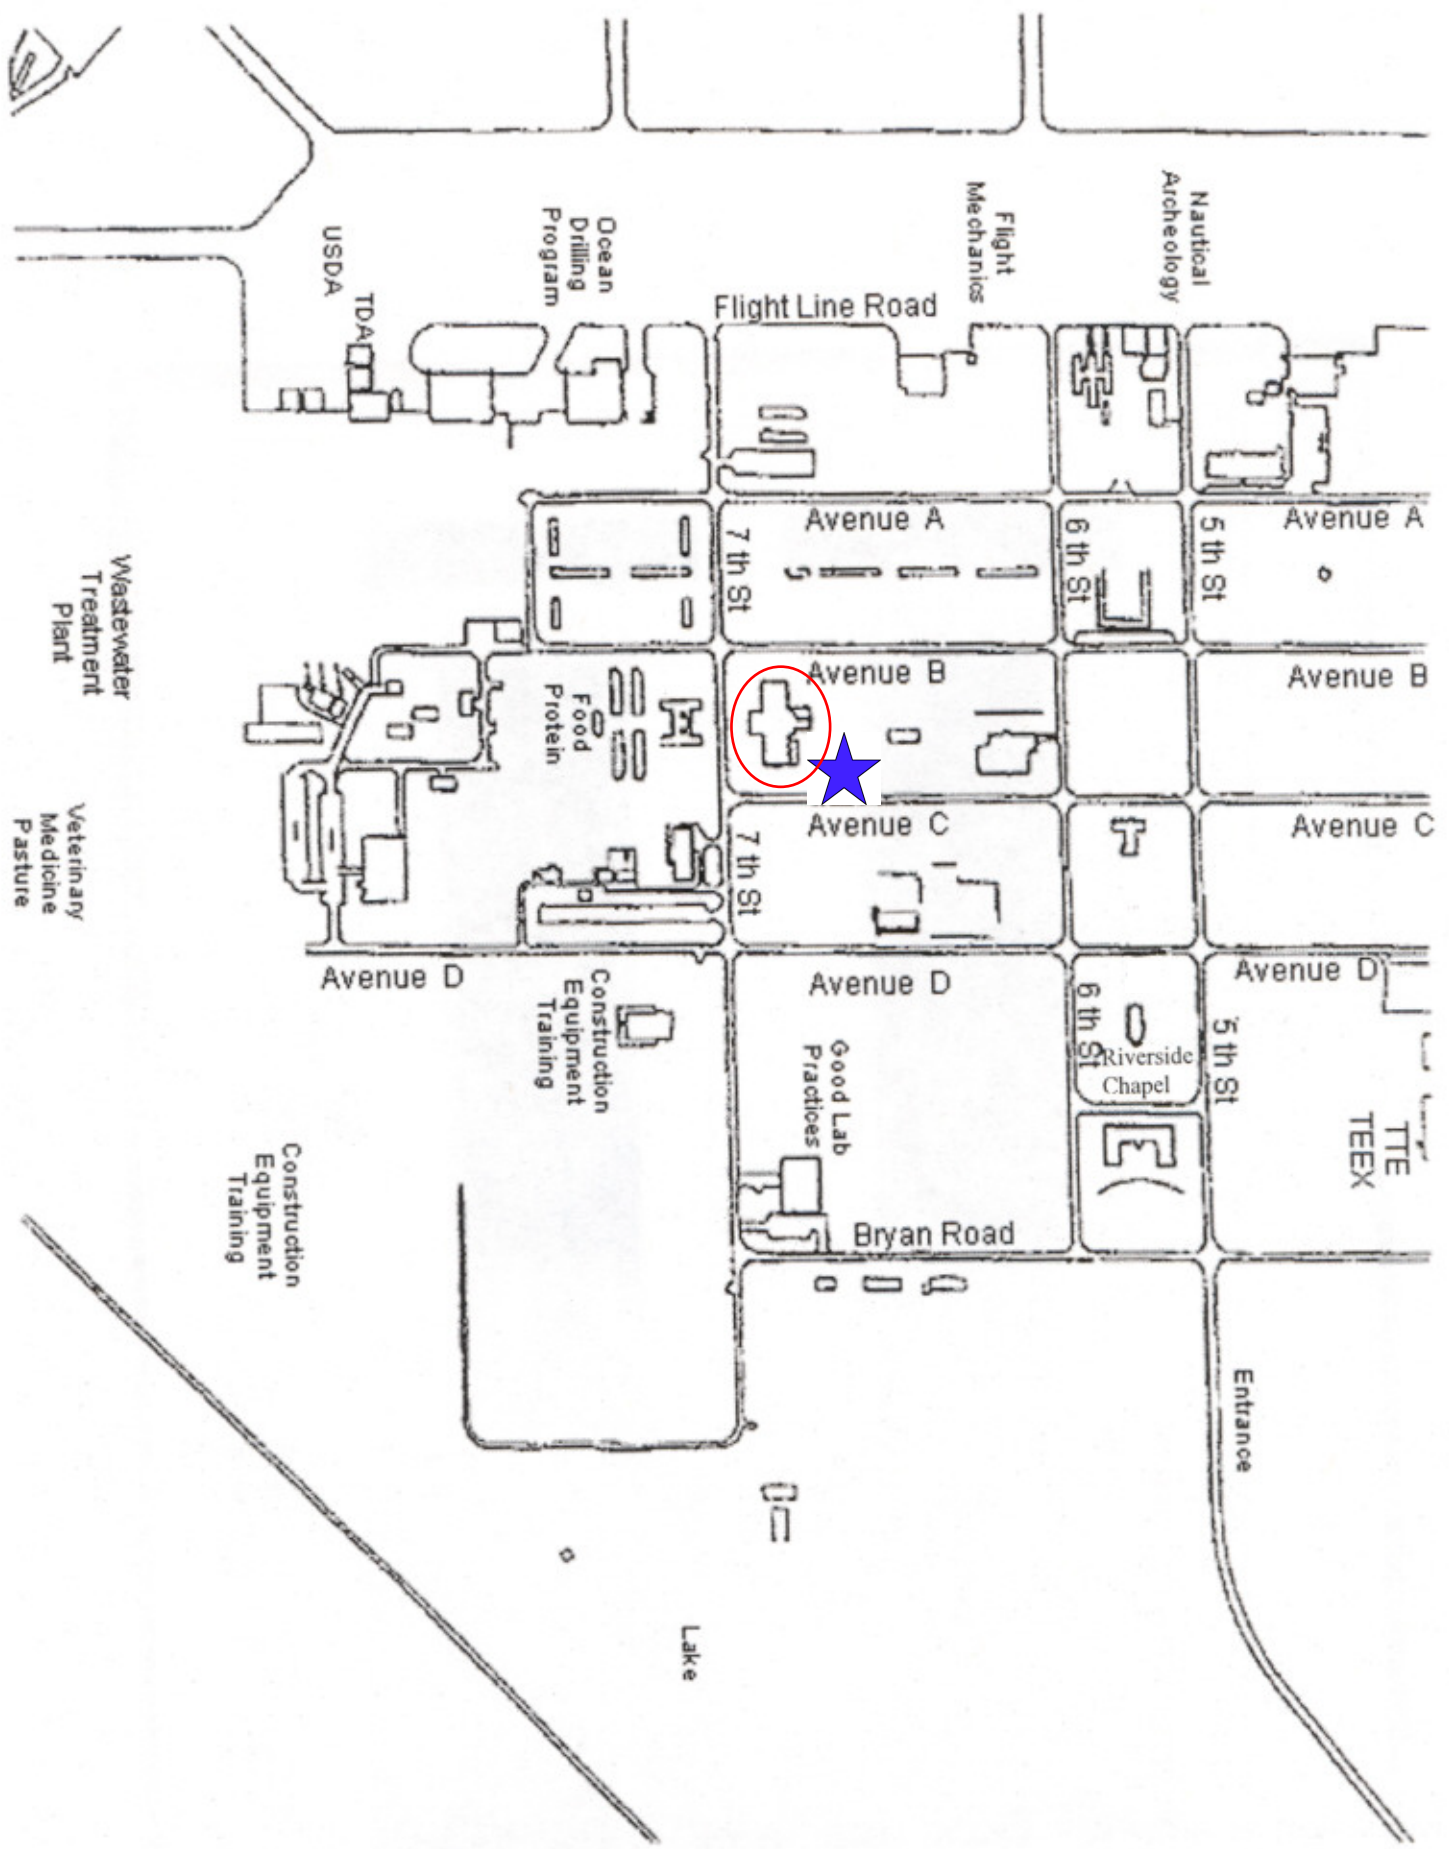 Nautical
Archeology
Flight
Mechanics
Ocean
Drilling
Program
USDA
TDA
Flight Line Road
Avenue A
Avenue A
7 th St
6 th St
5 th St
Wastewater
Treatment
Plant
Avenue B
Avenue B
Food
Protein
Avenue C
Avenue C
Veterinary
Medicine
Pasture
7 th St
Avenue D
Avenue D
Avenue D
Construction
Equipment
Training
6 th St
5 th St
Riverside
Chapel
Good Lab
Practices
TTE
TEEX
Construction
Equipment
Training
Bryan Road
Entrance
Lake